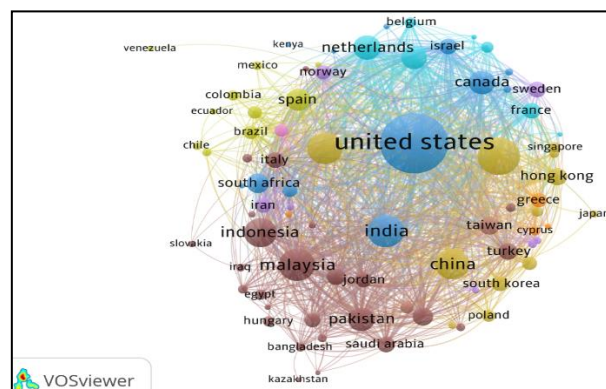 belgium
netherlands
kenya
israel
venezuela
mexico
norway
canada
sweden
colombia
spain
france
ecuador
brazil
united states
singapore
chile
italy
hong kong
south africa
iran
greece
japan
indonesia
india
taiwan
cyprus
slovakia
turkey
iraq
malaysia
jordan
china
south korea
egypt
hungary
pakistan
poland
bangladesh
saudi arabia
kazakhstan
VOSviewer